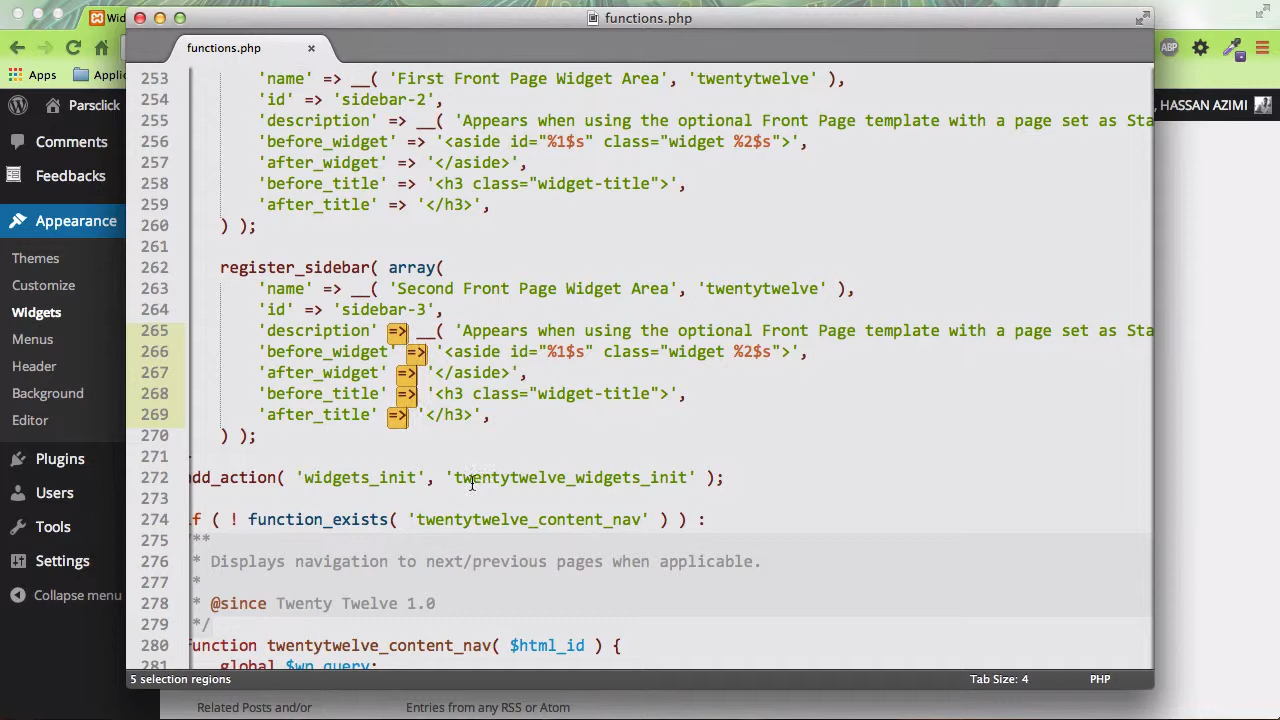 functions.php
Wid
functions.php ×
Apps Applic
ABP
Parsclick
, HASSAN AZIMI
Comments
Feedbacks
Appearance
Themes
Customize
Widgets
Menus
Header
Background
Editor
Plugins
Users
Tools
Settings
Collapse menu
253 'name' => __( 'First Front Page Widget Area', 'twentytwelve' ),
254 'id' => 'sidebar-2',
255 'description' => __( 'Appears when using the optional Front Page template with a page set as Sta
256 'before_widget' => '<aside id="%1$s" class="widget %2$s">',
257 'after_widget' => '</aside>',
258 'before_title' => '<h3 class="widget-title">',
259 'after_title' => '</h3>',
260 ) );
261
262 register_sidebar( array(
263 'name' => __( 'Second Front Page Widget Area', 'twentytwelve' ),
264 'id' => 'sidebar-3',
265 'description' => __( 'Appears when using the optional Front Page template with a page set as Sta
266 'before_widget' => '<aside id="%1$s" class="widget %2$s">',
267 'after_widget' => '</aside>',
268 'before_title' => '<h3 class="widget-title">',
269 'after_title' => '</h3>',
270 ) );
271
272 dd_action( 'widgets_init', 'twentytwelve_widgets_init' );
273
274 if ( ! function_exists( 'twentytwelve_content_nav' ) ) :
275 /**
276 * Displays navigation to next/previous pages when applicable.
277 *
278 * @since Twenty Twelve 1.0
279 */
280 unction twentytwelve_content_nav( $html_id ) {
281 global $wp_query;
5 selection regions Tab Size: 4 PHP
Related Posts and/or Entries from any RSS or Atom